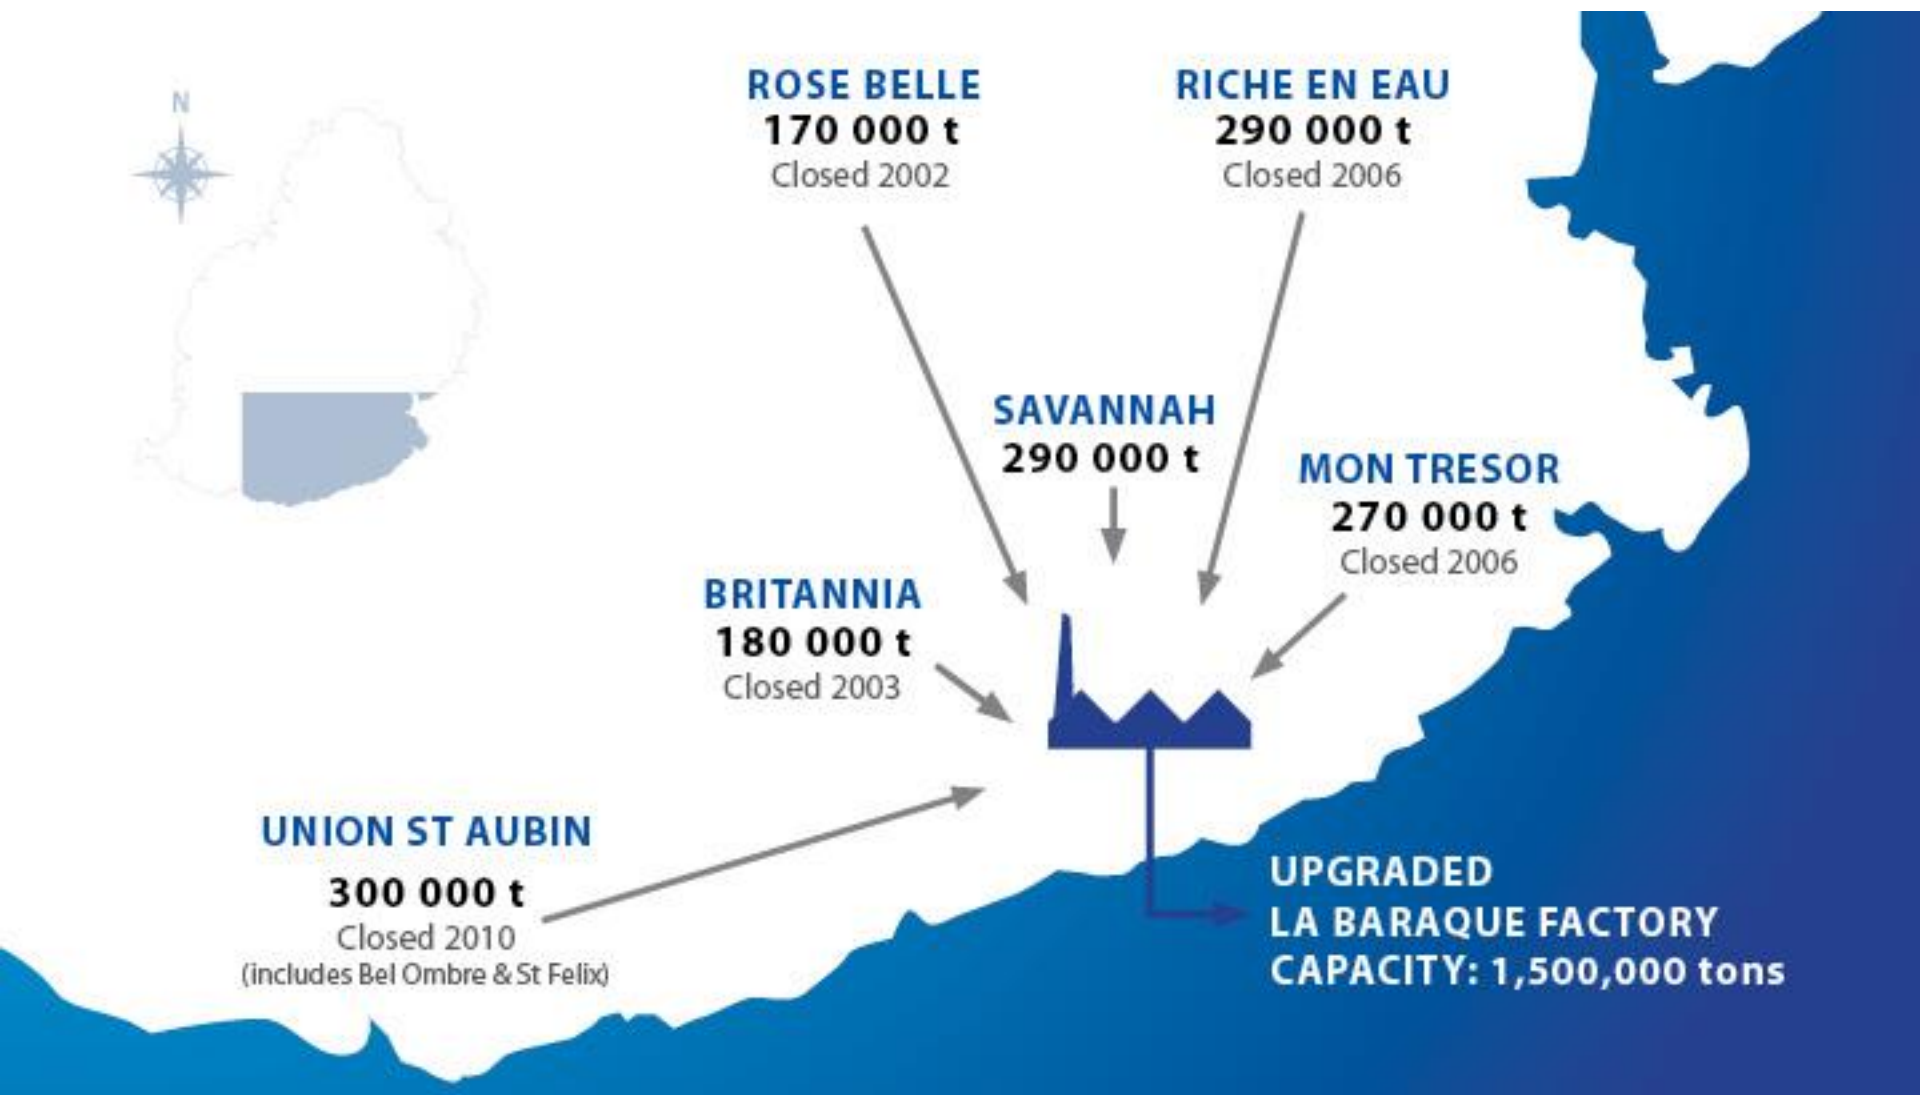 N
ROSE BELLE
170 000 t
Closed 2002
RICHE EN EAU
290 000 t
Closed 2006
SAVANNAH
290 000 t
MON TRESOR
270 000 t
Closed 2006
BRITANNIA
180 000 t
Closed 2003
UNION ST AUBIN
300 000 t
Closed 2010
(includes Bel Ombre & St Felix)
UPGRADED
LA BARAQUE FACTORY
CAPACITY: 1,500,000 tons